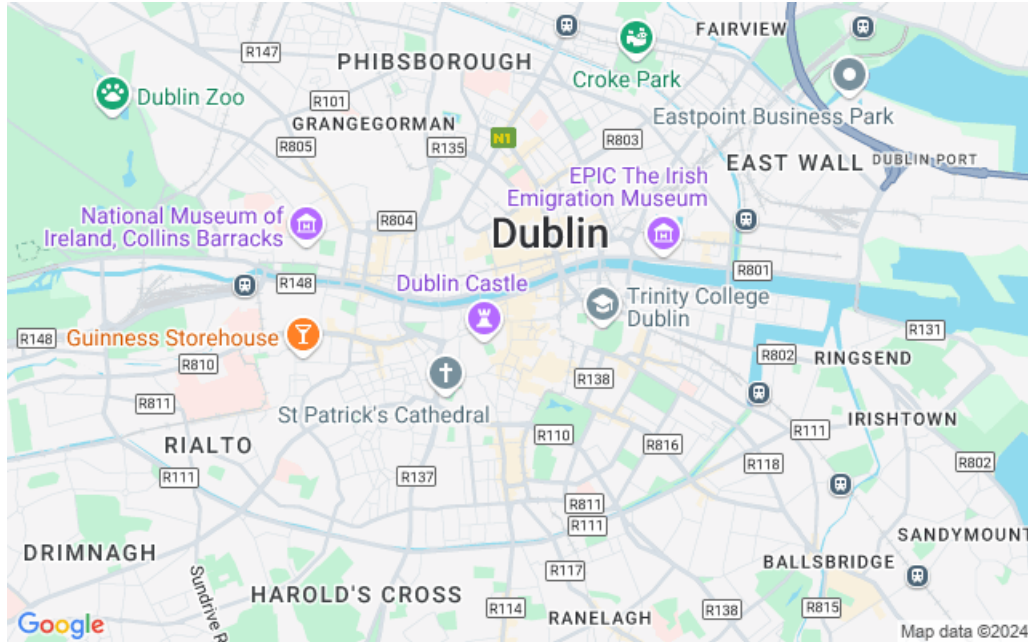 FAIRVIEW
R147
PHIBSBOROUGH
Croke Park
Dublin Zoo
R101
Eastpoint Business Park
GRANGEGORMAN
N1
R803
R805
R135
EAST WALL
DUBLIN PORT
EPIC The Irish
Emigration Museum
National Museum of
Ireland, Collins Barracks
R804
Dublin
R801
R148
Dublin Castle
Trinity College
Dublin
R131
R148
Guinness Storehouse
R802
RINGSEND
R810
R138
R811
St Patrick's Cathedral
IRISHTOWN
R110
R816
R111
RIALTO
R118
R802
R111
R137
R811
R111
SANDYMOUNT
DRIMNAGH
BALLSBRIDGE
R117
Sundrive R
HAROLD'S CROSS
R114
RANELAGH
R138
R815
Google
Map data ©2024